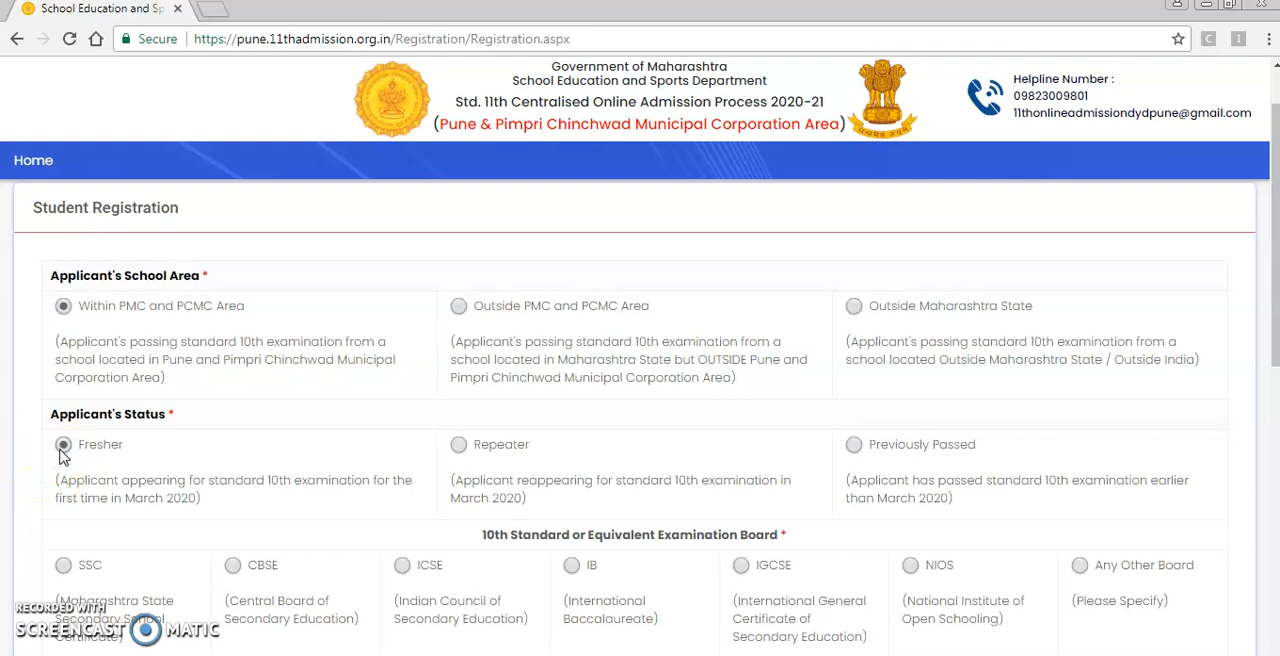 School Education and Sp
Secure
https://pune.11thadmission.org.in/Registration/Registration.aspx
C
I
Government of Maharashtra
School Education and Sports Department
Std. 11th Centralised Online Admission Process 2020-21
(Pune & Pimpri Chinchwad Municipal Corporation Area)
Helpline Number :
09823009801
11thonlineadmissiondydpune@gmail.com
Home
Student Registration
Applicant's School Area *
Within PMC and PCMC Area
(Applicant's passing standard 10th examination from a
school located in Pune and Pimpri Chinchwad Municipal
Corporation Area)
Outside PMC and PCMC Area
(Applicant's passing standard 10th examination from a
school located in Maharashtra State but OUTSIDE Pune and
Pimpri Chinchwad Municipal Corporation Area)
Outside Maharashtra State
(Applicant's passing standard 10th examination from a
school located Outside Maharashtra State / Outside India)
Applicant's Status *
Fresher
(Applicant appearing for standard 10th examination for the
first time in March 2020)
Repeater
(Applicant reappearing for standard 10th examination in
March 2020)
Previously Passed
(Applicant has passed standard 10th examination earlier
than March 2020)
10th Standard or Equivalent Examination Board *
SSC
(Maharashtra State
Secondary School
Certificate)
CBSE
(Central Board of
Secondary Education)
ICSE
(Indian Council of
Secondary Education)
IB
(International
Baccalaureate)
IGCSE
(International General
Certificate of
Secondary Education)
NIOS
(National Institute of
Open Schooling)
Any Other Board
(Please Specify)
RECORDED WITH
SCREENCAST MATIC